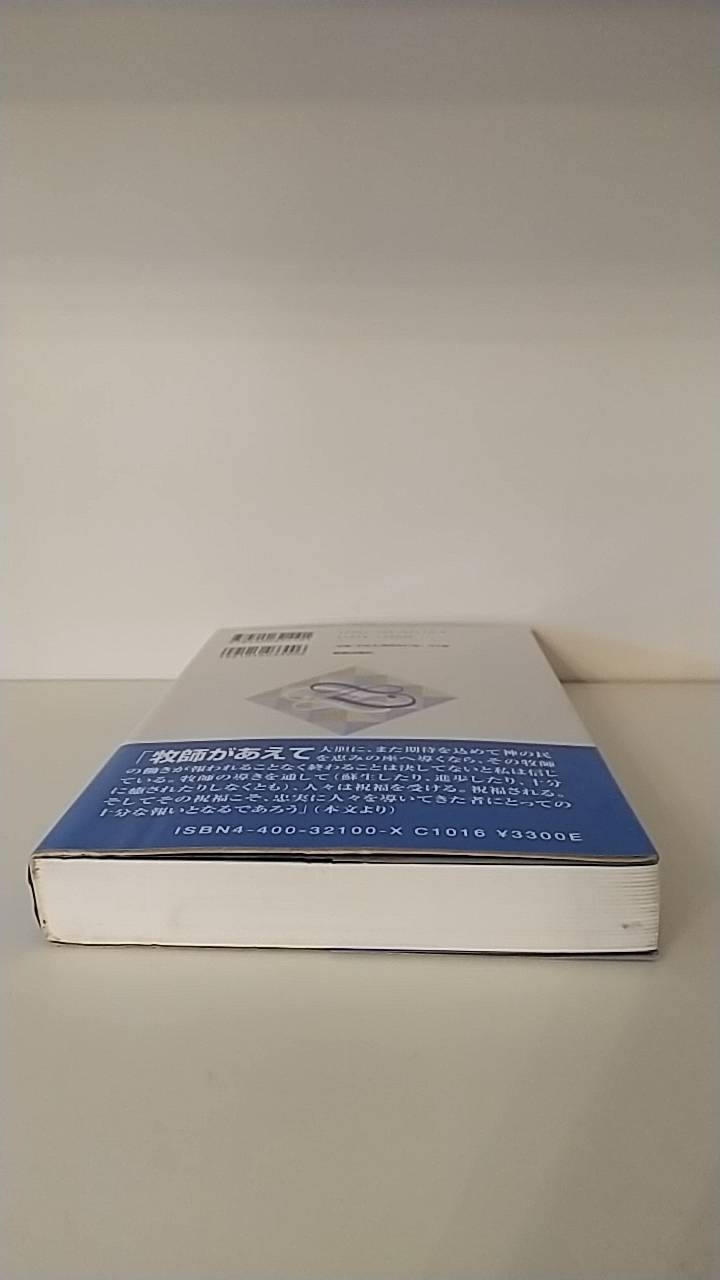 「牧師があえて大胆に、また期待を込めて神の民
を恵みの座へ導くなら、その牧師
の働きが報われることなく終わることは決してないと私は信じ
ている。牧師の導きを通して(蘇生したり、進歩したり、十分
に癒されたりしなくとも)、人々は祝福を受ける。祝福される。
そしてその祝福こそ、忠実に人々を導いてきた者にとっての
十分な報いとなるであろう」(本文より)
ISBN4-400-32100-X C1016 ¥3300E